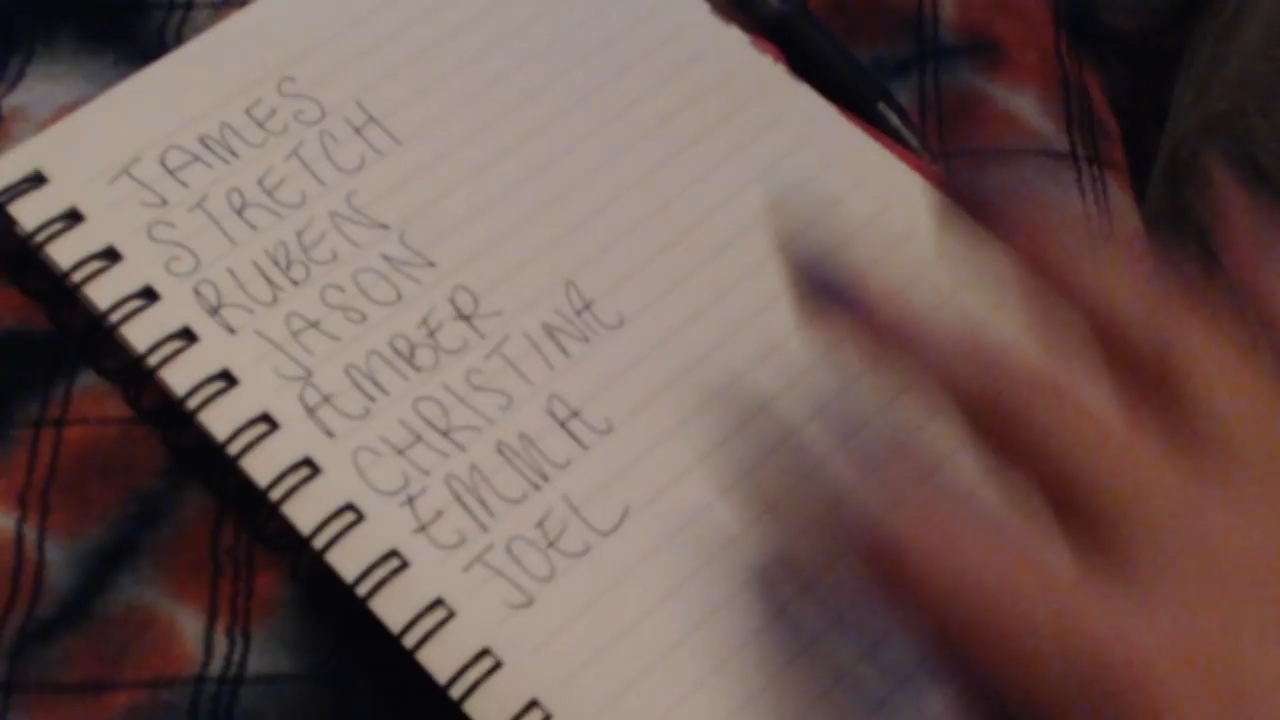 JAMES
STRETCH
RUBEN
JASON
AMBER
CHRISTINA
EMMA
JOEL